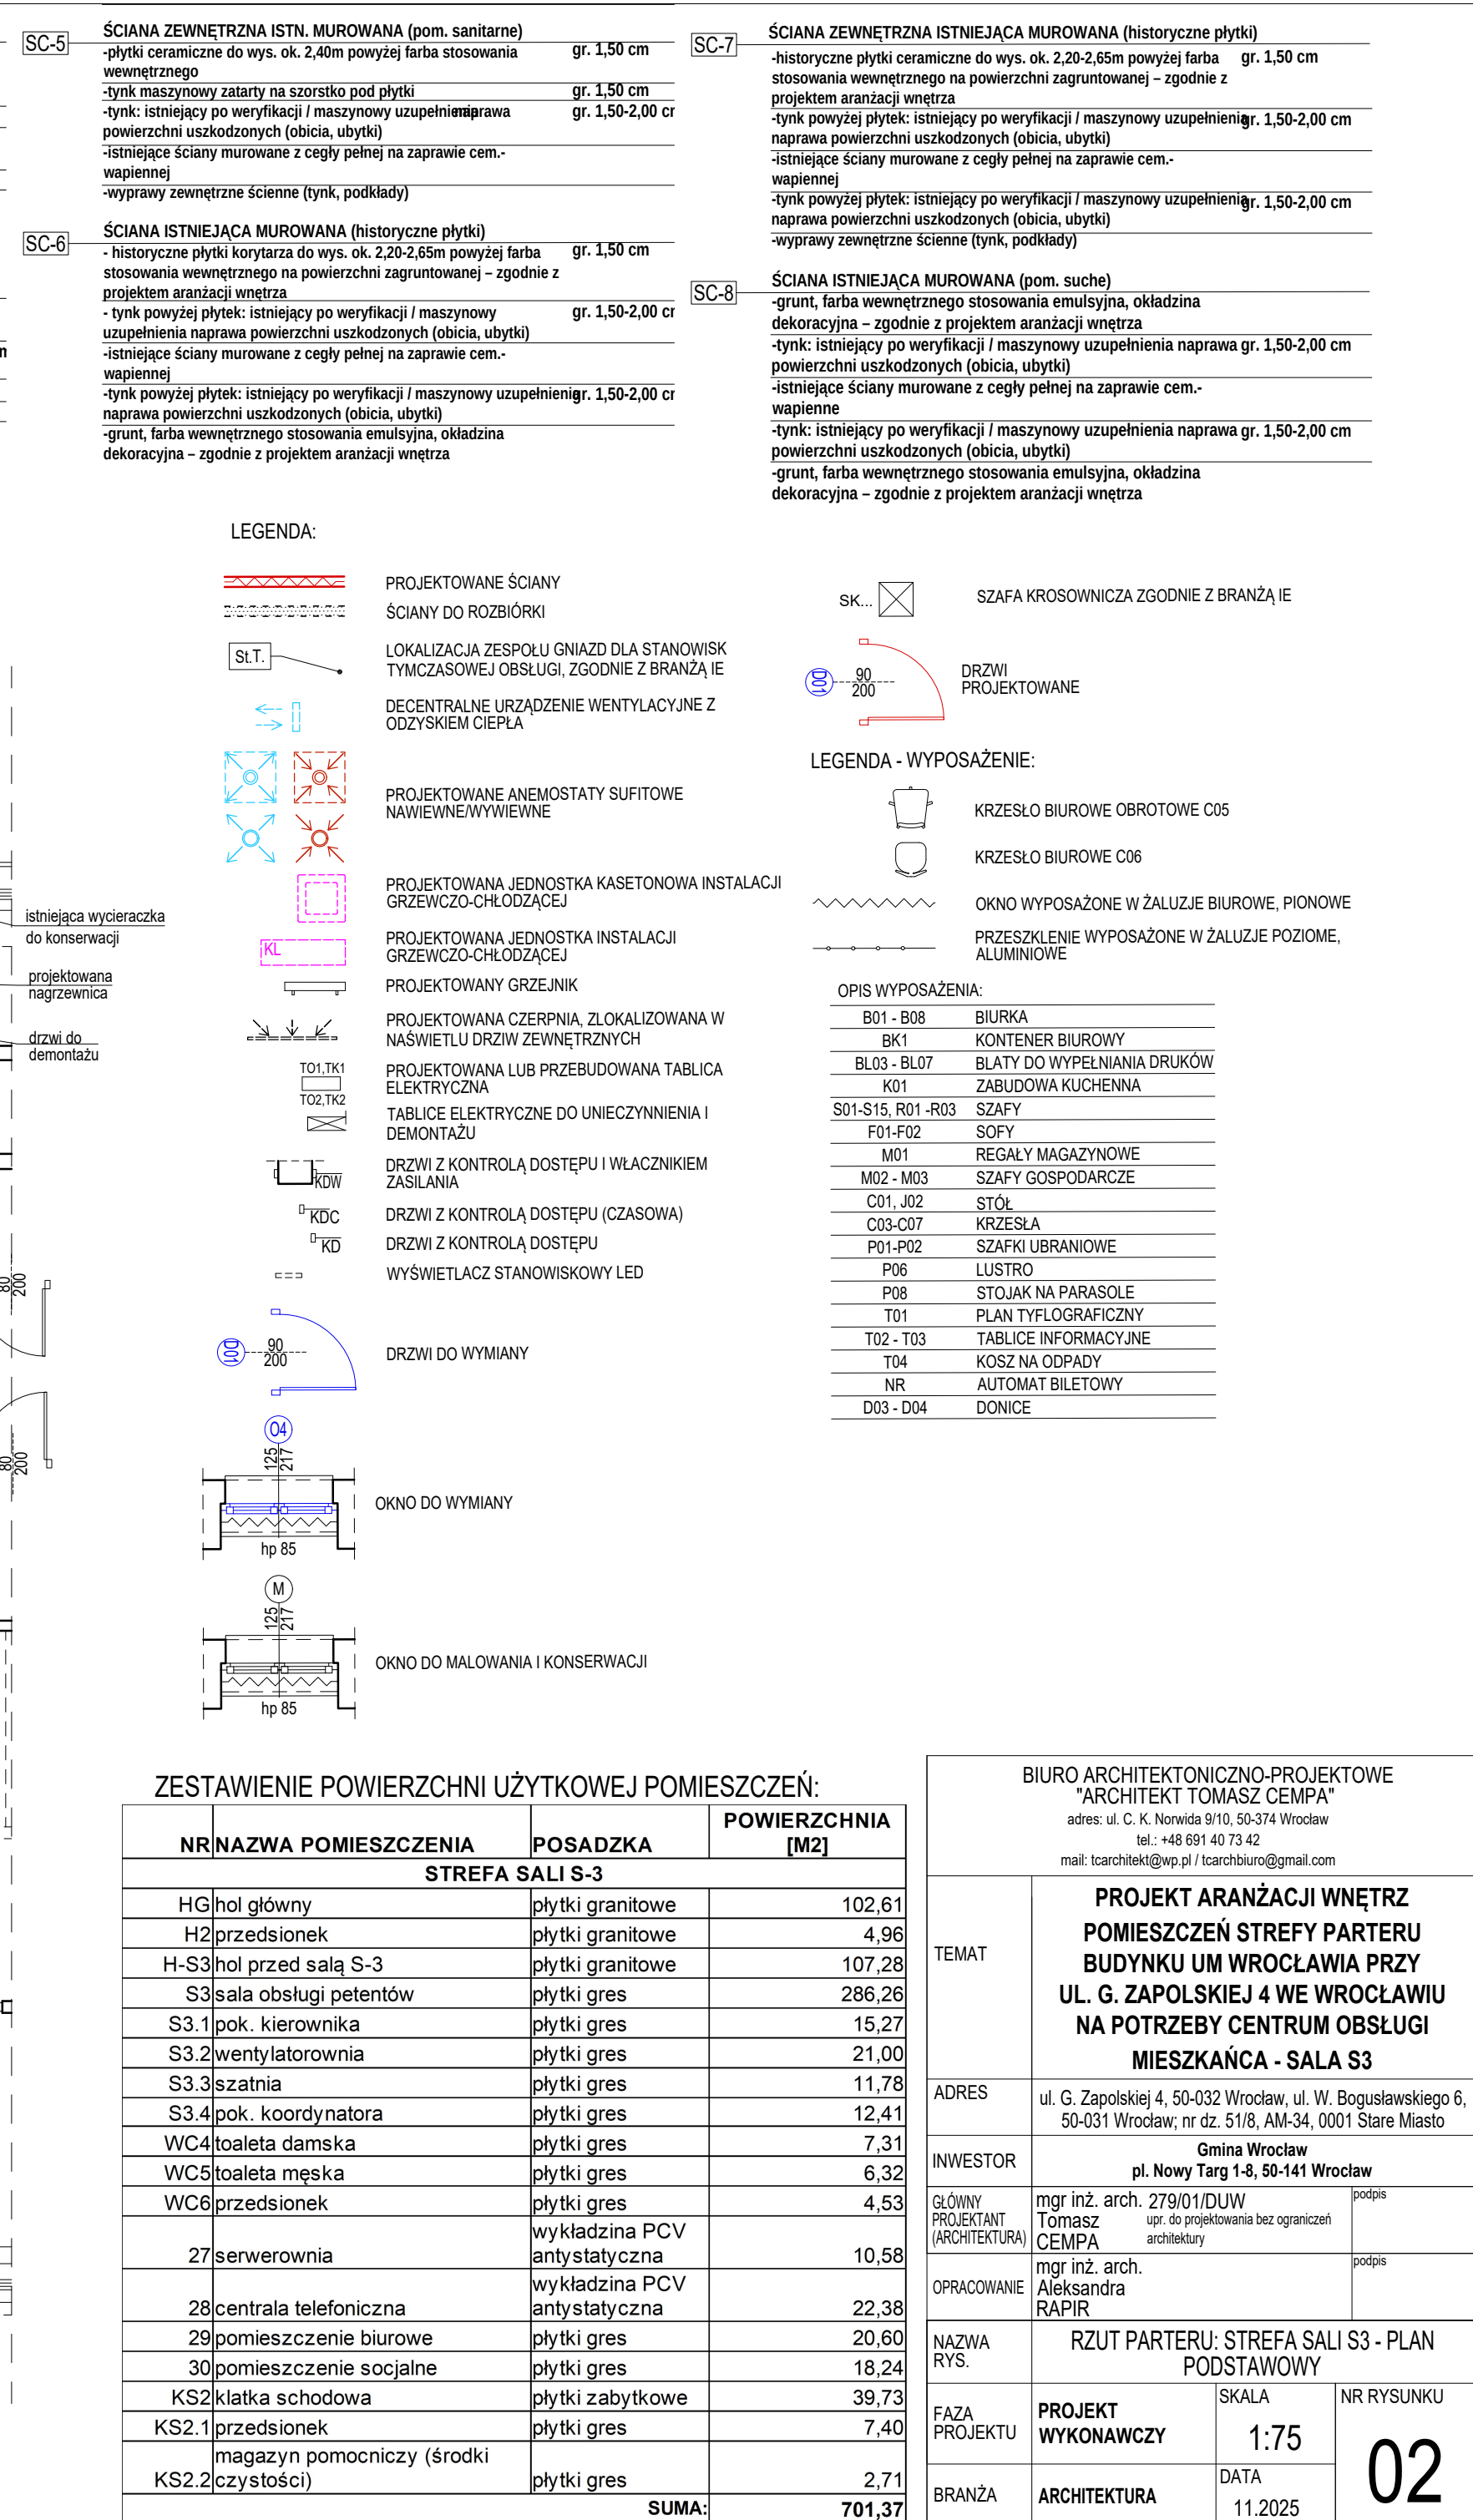 SC-5
ŚCIANA ZEWNĘTRZNA ISTN. MUROWANA (pom. sanitarne)
-płytki ceramiczne do wys. ok. 2,40m powyżej farba stosowania gr. 1,50 cm
wewnętrznego
-tynk maszynowy zatarty na szorstko pod płytki gr. 1,50 cm
-tynk: istniejący po weryfikacji / maszynowy uzupełnienia naprawa gr. 1,50-2,00 cm
powierzchni uszkodzonych (obicia, ubytki)
-istniejące ściany murowane z cegły pełnej na zaprawie cem.-
wapiennej
-wyprawy zewnętrzne ścienne (tynk, podkłady)
SC-6
ŚCIANA ISTNIEJĄCA MUROWANA (historyczne płytki)
- historyczne płytki korytarza do wys. ok. 2,20-2,65m powyżej farba gr. 1,50 cm
stosowania wewnętrznego na powierzchni zagruntowanej – zgodnie z
projektem aranżacji wnętrza
- tynk powyżej płytek: istniejący po weryfikacji / maszynowy gr. 1,50-2,00 cm
uzupełnienia naprawa powierzchni uszkodzonych (obicia, ubytki)
-istniejące ściany murowane z cegły pełnej na zaprawie cem.-
wapiennej
-tynk powyżej płytek: istniejący po weryfikacji / maszynowy uzupełnienia gr. 1,50-2,00 cm
naprawa powierzchni uszkodzonych (obicia, ubytki)
-grunt, farba wewnętrznego stosowania emulsyjna, okładzina
dekoracyjna – zgodnie z projektem aranżacji wnętrza
SC-7
ŚCIANA ZEWNĘTRZNA ISTNIEJĄCA MUROWANA (historyczne płytki)
-historyczne płytki ceramiczne do wys. ok. 2,20-2,65m powyżej farba gr. 1,50 cm
stosowania wewnętrznego na powierzchni zagruntowanej – zgodnie z
projektem aranżacji wnętrza
-tynk powyżej płytek: istniejący po weryfikacji / maszynowy uzupełnienia gr. 1,50-2,00 cm
naprawa powierzchni uszkodzonych (obicia, ubytki)
-istniejące ściany murowane z cegły pełnej na zaprawie cem.-
wapiennej
-tynk powyżej płytek: istniejący po weryfikacji / maszynowy uzupełnienia gr. 1,50-2,00 cm
naprawa powierzchni uszkodzonych (obicia, ubytki)
-wyprawy zewnętrzne ścienne (tynk, podkłady)
SC-8
ŚCIANA ISTNIEJĄCA MUROWANA (pom. suche)
-grunt, farba wewnętrznego stosowania emulsyjna, okładzina
dekoracyjna – zgodnie z projektem aranżacji wnętrza
-tynk: istniejący po weryfikacji / maszynowy uzupełnienia naprawa gr. 1,50-2,00 cm
powierzchni uszkodzonych (obicia, ubytki)
-istniejące ściany murowane z cegły pełnej na zaprawie cem.-
wapienne
-tynk: istniejący po weryfikacji / maszynowy uzupełnienia naprawa gr. 1,50-2,00 cm
powierzchni uszkodzonych (obicia, ubytki)
-grunt, farba wewnętrznego stosowania emulsyjna, okładzina
dekoracyjna – zgodnie z projektem aranżacji wnętrza
LEGENDA:
PROJEKTOWANE ŚCIANY
ŚCIANY DO ROZBIÓRKI
St.T.
LOKALIZACJA ZESPOŁU GNIAZD DLA STANOWISK
TYMCZASOWEJ OBSŁUGI, ZGODNIE Z BRANŻĄ IE
DECENTRALNE URZĄDZENIE WENTYLACYJNE Z
ODZYSKIEM CIEPŁA
PROJEKTOWANE ANEMOSTATY SUFITOWE
NAWIEWNE/WYWIEWNE
PROJEKTOWANA JEDNOSTKA KASETONOWA INSTALACJI
GRZEWCZO-CHŁODZĄCEJ
KL
PROJEKTOWANA JEDNOSTKA INSTALACJI
GRZEWCZO-CHŁODZĄCEJ
PROJEKTOWANY GRZEJNIK
PROJEKTOWANA CZERPNIA, ZLOKALIZOWANA W
NAŚWIETLU DRZIW ZEWNĘTRZNYCH
TO1,TK1
TO2,TK2
PROJEKTOWANA LUB PRZEBUDOWANA TABLICA
ELEKTRYCZNA
TABLICE ELEKTRYCZNE DO UNIECZYNNIENIA I
DEMONTAŻU
KDW
DRZWI Z KONTROLĄ DOSTĘPU I WŁACZNIKIEM
ZASILANIA
KDC
DRZWI Z KONTROLĄ DOSTĘPU (CZASOWA)
KD
DRZWI Z KONTROLĄ DOSTĘPU
WYŚWIETLACZ STANOWISKOWY LED
D01
90
200
DRZWI DO WYMIANY
O4
125
217
hp 85
OKNO DO WYMIANY
M
125
217
hp 85
OKNO DO MALOWANIA I KONSERWACJI
istniejąca wycieraczka
do konserwacji
projektowana
nagrzewnica
drzwi do
demontażu
80
200
80
200
SK...
SZAFA KROSOWNICZA ZGODNIE Z BRANŻĄ IE
D01
90
200
DRZWI
PROJEKTOWANE
LEGENDA - WYPOSAŻENIE:
KRZESŁO BIUROWE OBROTOWE C05
KRZESŁO BIUROWE C06
OKNO WYPOSAŻONE W ŻALUZJE BIUROWE, PIONOWE
PRZESZKLENIE WYPOSAŻONE W ŻALUZJE POZIOME,
ALUMINIOWE
OPIS WYPOSAŻENIA:
B01 - B08 BIURKA
BK1 KONTENER BIUROWY
BL03 - BL07 BLATY DO WYPEŁNIANIA DRUKÓW
K01 ZABUDOWA KUCHENNA
S01-S15, R01 -R03 SZAFY
F01-F02 SOFY
M01 REGAŁY MAGAZYNOWE
M02 - M03 SZAFY GOSPODARCZE
C01, J02 STÓŁ
C03-C07 KRZESŁA
P01-P02 SZAFKI UBRANIOWE
P06 LUSTRO
P08 STOJAK NA PARASOLE
T01 PLAN TYFLOGRAFICZNY
T02 - T03 TABLICE INFORMACYJNE
T04 KOSZ NA ODPADY
NR AUTOMAT BILETOWY
D03 - D04 DONICE
ZESTAWIENIE POWIERZCHNI UŻYTKOWEJ POMIESZCZEŃ:
NR NAZWA POMIESZCZENIA POSADZKA POWIERZCHNIA [M2]
STREFA SALI S-3
HG hol główny płytki granitowe 102,61
H2 przedsionek płytki granitowe 4,96
H-S3 hol przed salą S-3 płytki granitowe 107,28
S3 sala obsługi petentów płytki gres 286,26
S3.1 pok. kierownika płytki gres 15,27
S3.2 wentylatorownia płytki gres 21,00
S3.3 szatnia płytki gres 11,78
S3.4 pok. koordynatora płytki gres 12,41
WC4 toaleta damska płytki gres 7,31
WC5 toaleta męska płytki gres 6,32
WC6 przedsionek płytki gres 4,53
27 serwerownia wykładzina PCV antystatyczna 10,58
28 centrala telefoniczna wykładzina PCV antystatyczna 22,38
29 pomieszczenie biurowe płytki gres 20,60
30 pomieszczenie socjalne płytki gres 18,24
KS2 klatka schodowa płytki zabytkowe 39,73
KS2.1 przedsionek płytki gres 7,40
KS2.2 magazyn pomocniczy (środki czystości) płytki gres 2,71
SUMA: 701,37
BIURO ARCHITEKTONICZNO-PROJEKTOWE
"ARCHITEKT TOMASZ CEMPA"
adres: ul. C. K. Norwida 9/10, 50-374 Wrocław
tel.: +48 691 40 73 42
mail: tcarchitekt@wp.pl / tcarchbiuro@gmail.com
TEMAT
PROJEKT ARANŻACJI WNĘTRZ
POMIESZCZEŃ STREFY PARTERU
BUDYNKU UM WROCŁAWIA PRZY
UL. G. ZAPOLSKIEJ 4 WE WROCŁAWIU
NA POTRZEBY CENTRUM OBSŁUGI
MIESZKAŃCA - SALA S3
ADRES
ul. G. Zapolskiej 4, 50-032 Wrocław, ul. W. Bogusławskiego 6,
50-031 Wrocław; nr dz. 51/8, AM-34, 0001 Stare Miasto
INWESTOR
Gmina Wrocław
pl. Nowy Targ 1-8, 50-141 Wrocław
GŁÓWNY
PROJEKTANT
(ARCHITEKTURA)
mgr inż. arch.
Tomasz
CEMPA
279/01/DUW
upr. do projektowania bez ograniczeń
architektury
podpis
OPRACOWANIE
mgr inż. arch.
Aleksandra
RAPIR
podpis
NAZWA
RYS.
RZUT PARTERU: STREFA SALI S3 - PLAN
PODSTAWOWY
FAZA
PROJEKTU
PROJEKT
WYKONAWCZY
SKALA
1:75
NR RYSUNKU
02
BRANŻA
ARCHITEKTURA
DATA
11.2025